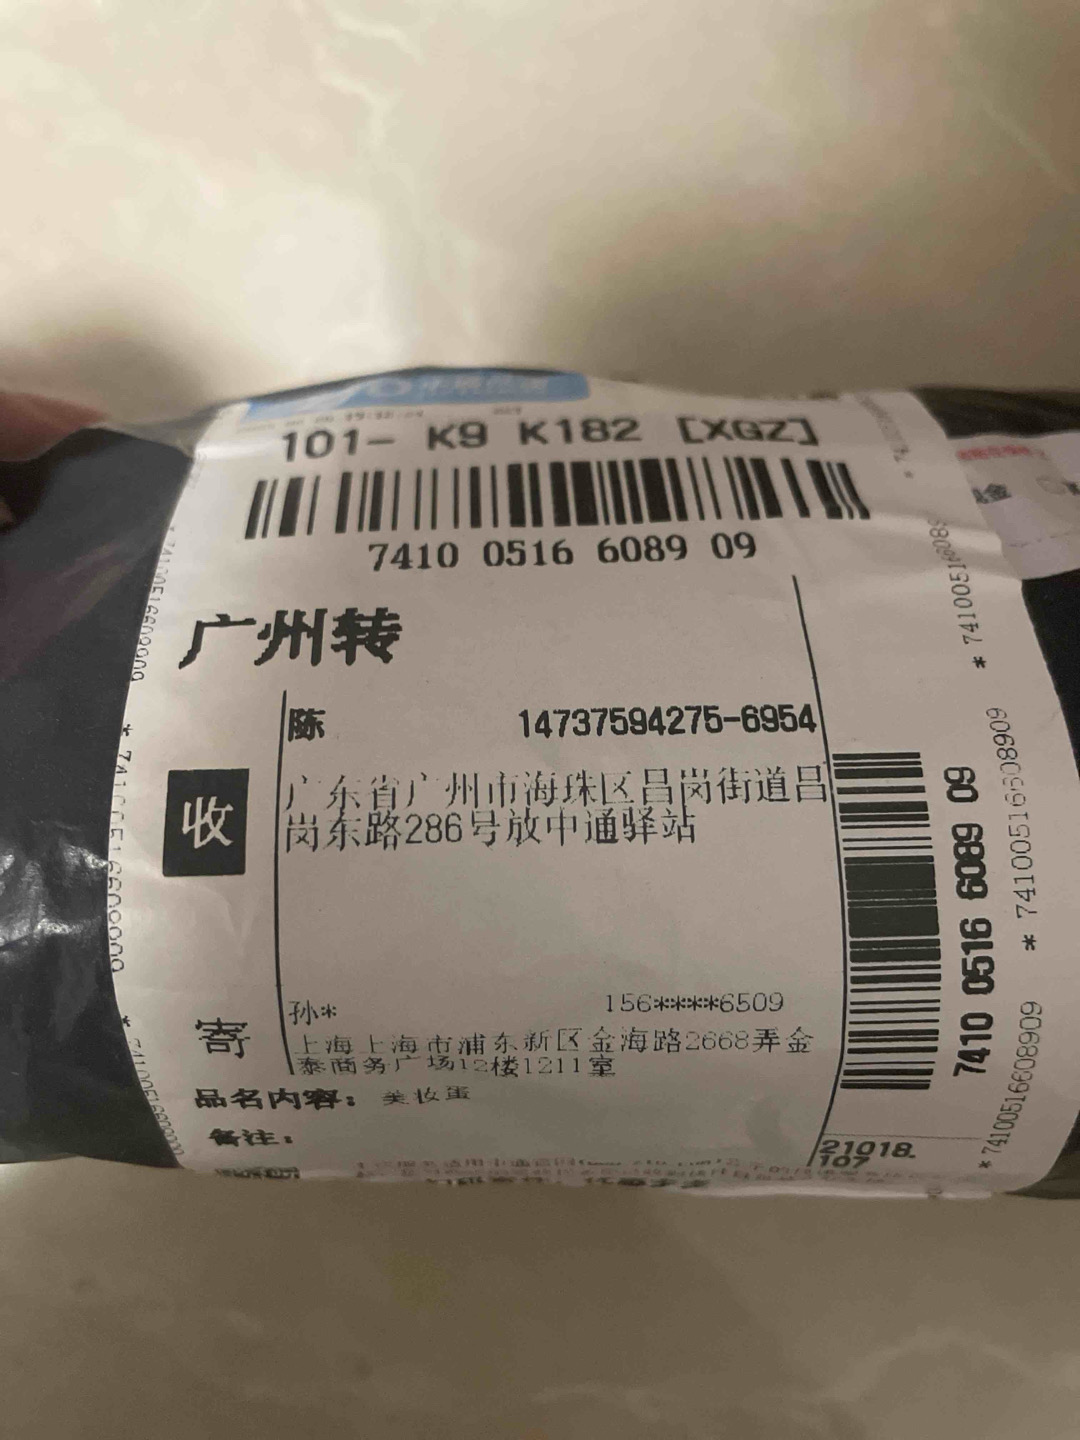 101- K9 K182 [XGZ]
7410 0516 6089 09
广州转
陈 14737594275-6954
收
广东省广州市海珠区昌岗街道昌
岗东路286号放中通驿站
孙* 156****6509
寄
上海上海市浦东新区金海路2668弄金
泰商务广场12楼1211室
品名内容: 美妆蛋
备注:
7410 0516 6089 09
21018.
107
* 74100516608909
* 74100516608909